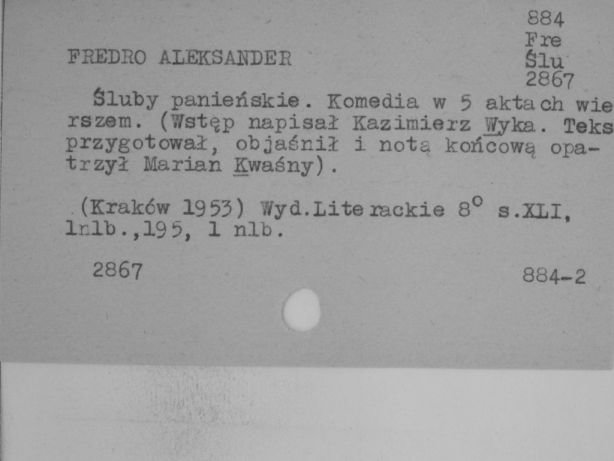 884
Fre
FREDRO ALEKSANDER
Ślu
2867
Śluby panieńskie. Komedia w 5 aktach wie
rszem. (Wstęp napisał Kazimierz Wyka. Teks
przygotował, objaśnił i notą końcową opa-
trzył Marian Kwaśny).
(Kraków 1953) Wyd.Literackie 8° s.XLI,
1nlb.,195, 1 nlb.
2867
884-2